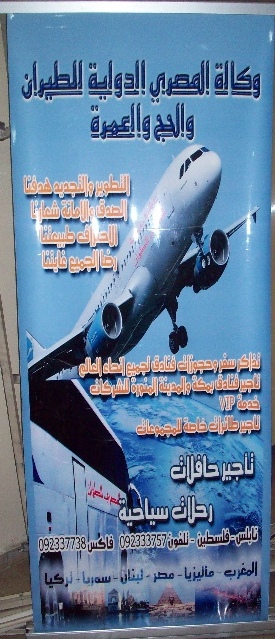 وكالة المصري الدولية للطيران
والحج والعمرة
التطوير والتجديد هدفنا
الصدق والامانة شعارنا
الاحتراف طبيعتنا
رضا الجميع غايتنا
تذاكر سفر وحجوزات فنادق لجميع انحاء العالم
تاجير فنادق بمكة والمدينة المنورة للشركات
خدمة VIP
تاجير طائرات خاصة للمجموعات
تأجير حافلات
رحلات سياحية
نابلس - فلسطين - تلفون 092333757 فاكس 092337738
المغرب - ماليزيا - مصر - لبنان - سوريا - تركيا